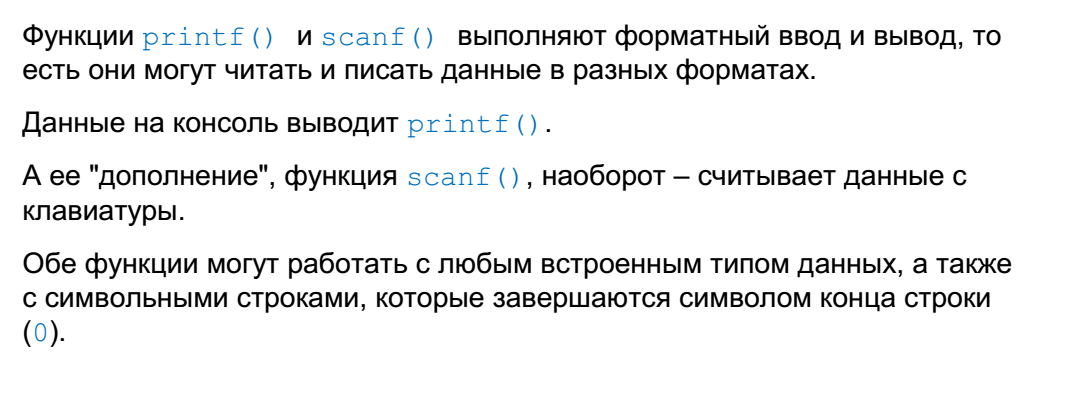 Функции printf() и scanf() выполняют форматный ввод и вывод, то
есть они могут читать и писать данные в разных форматах.
Данные на консоль выводит printf().
А ее "дополнение", функция scanf(), наоборот – считывает данные с
клавиатуры.
Обе функции могут работать с любым встроенным типом данных, а также
с символьными строками, которые завершаются символом конца строки
(0).